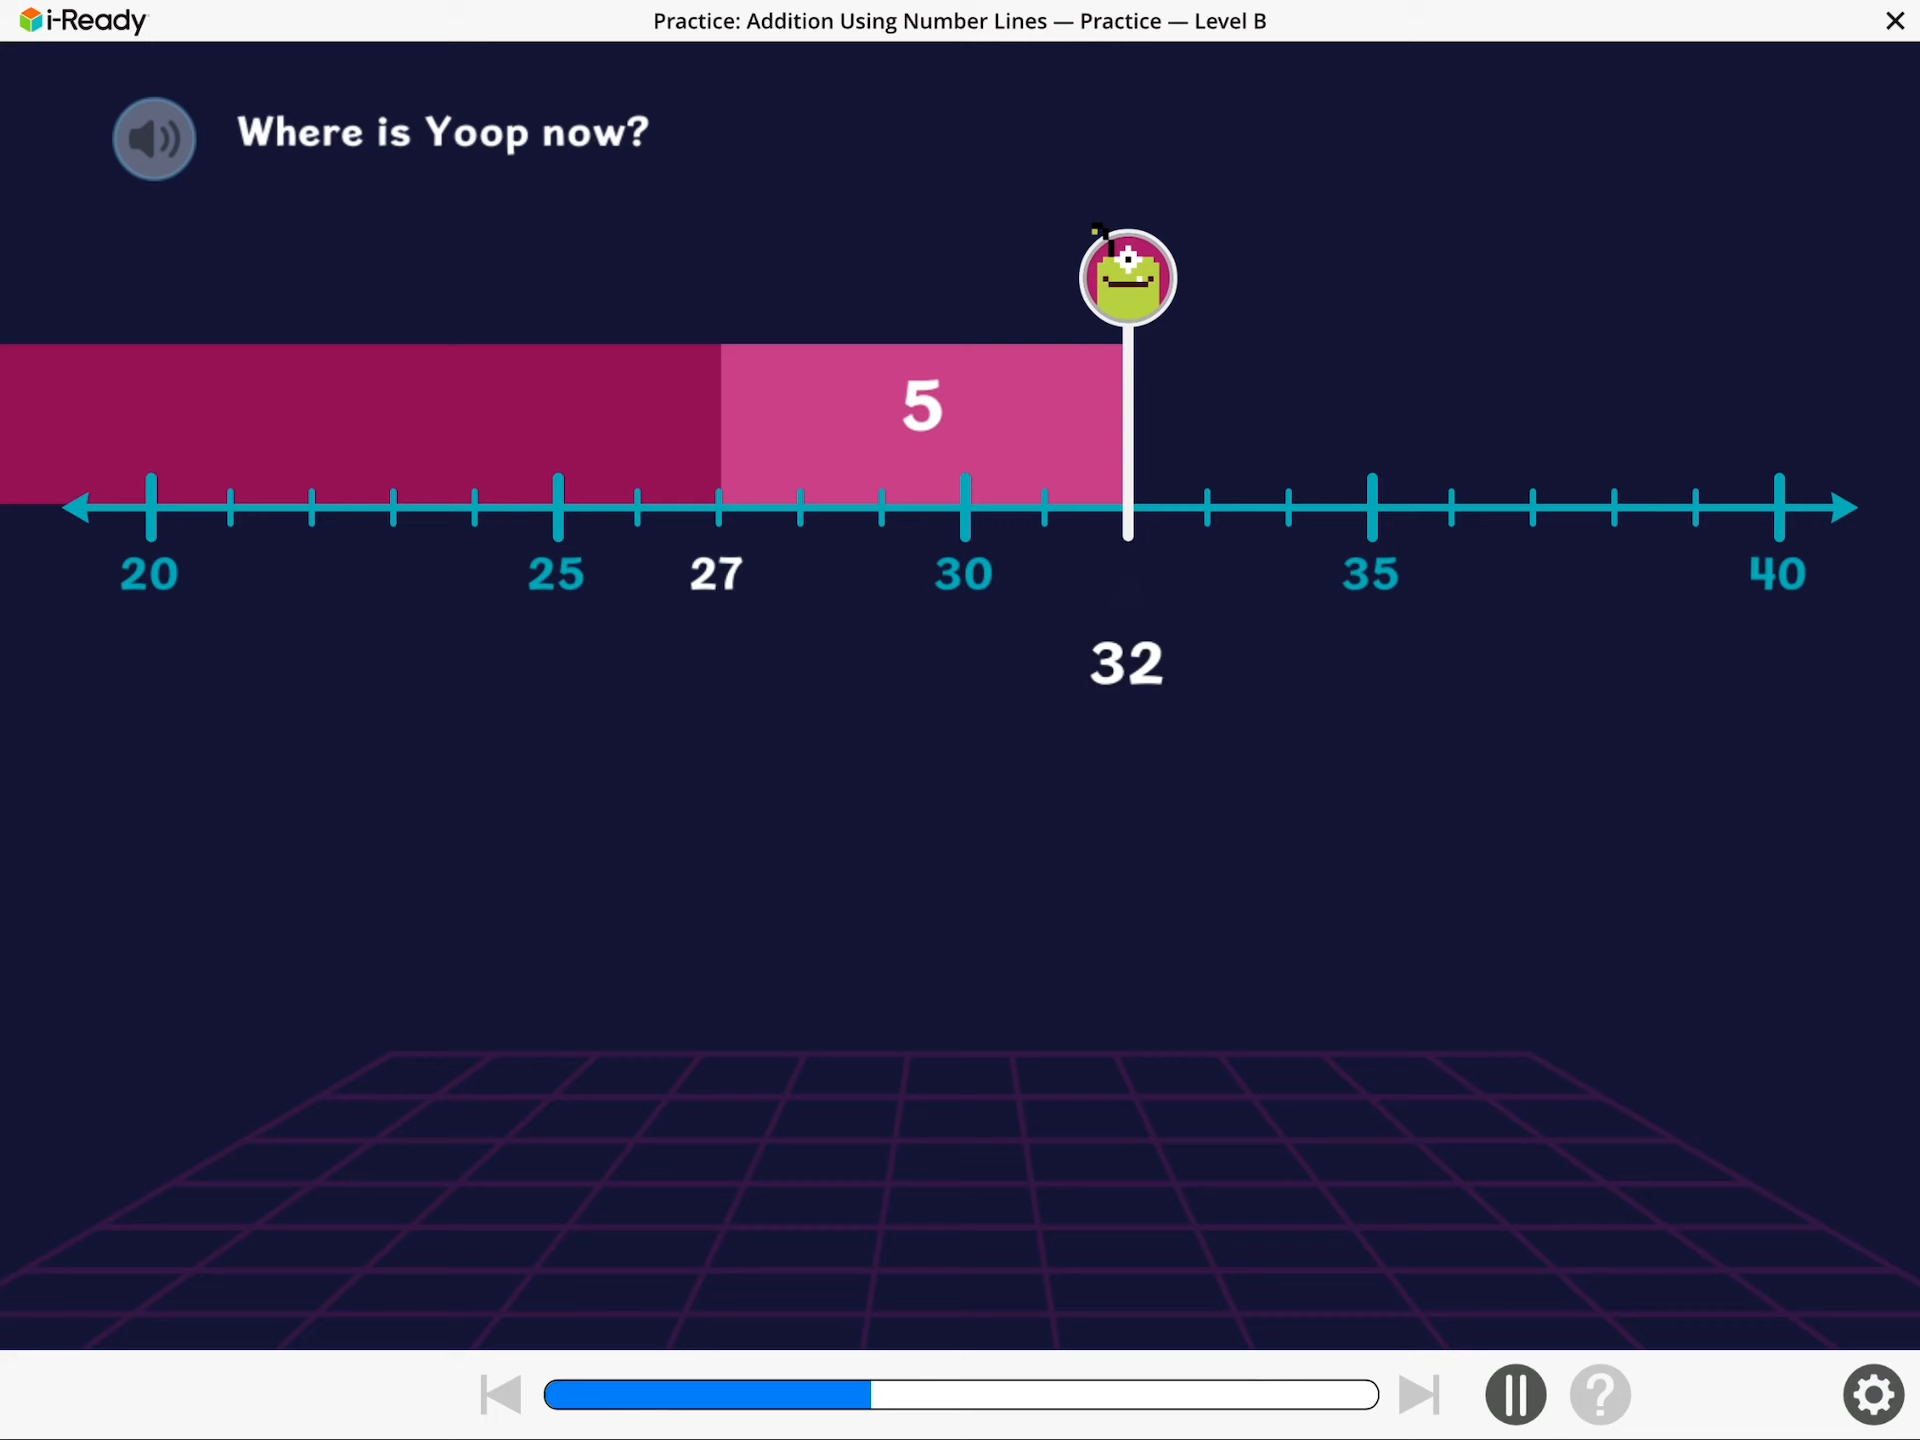 i-Ready
Practice: Addition Using Number Lines — Practice — Level B
Where is Yoop now?
5
20 25 27 30 35 40
32